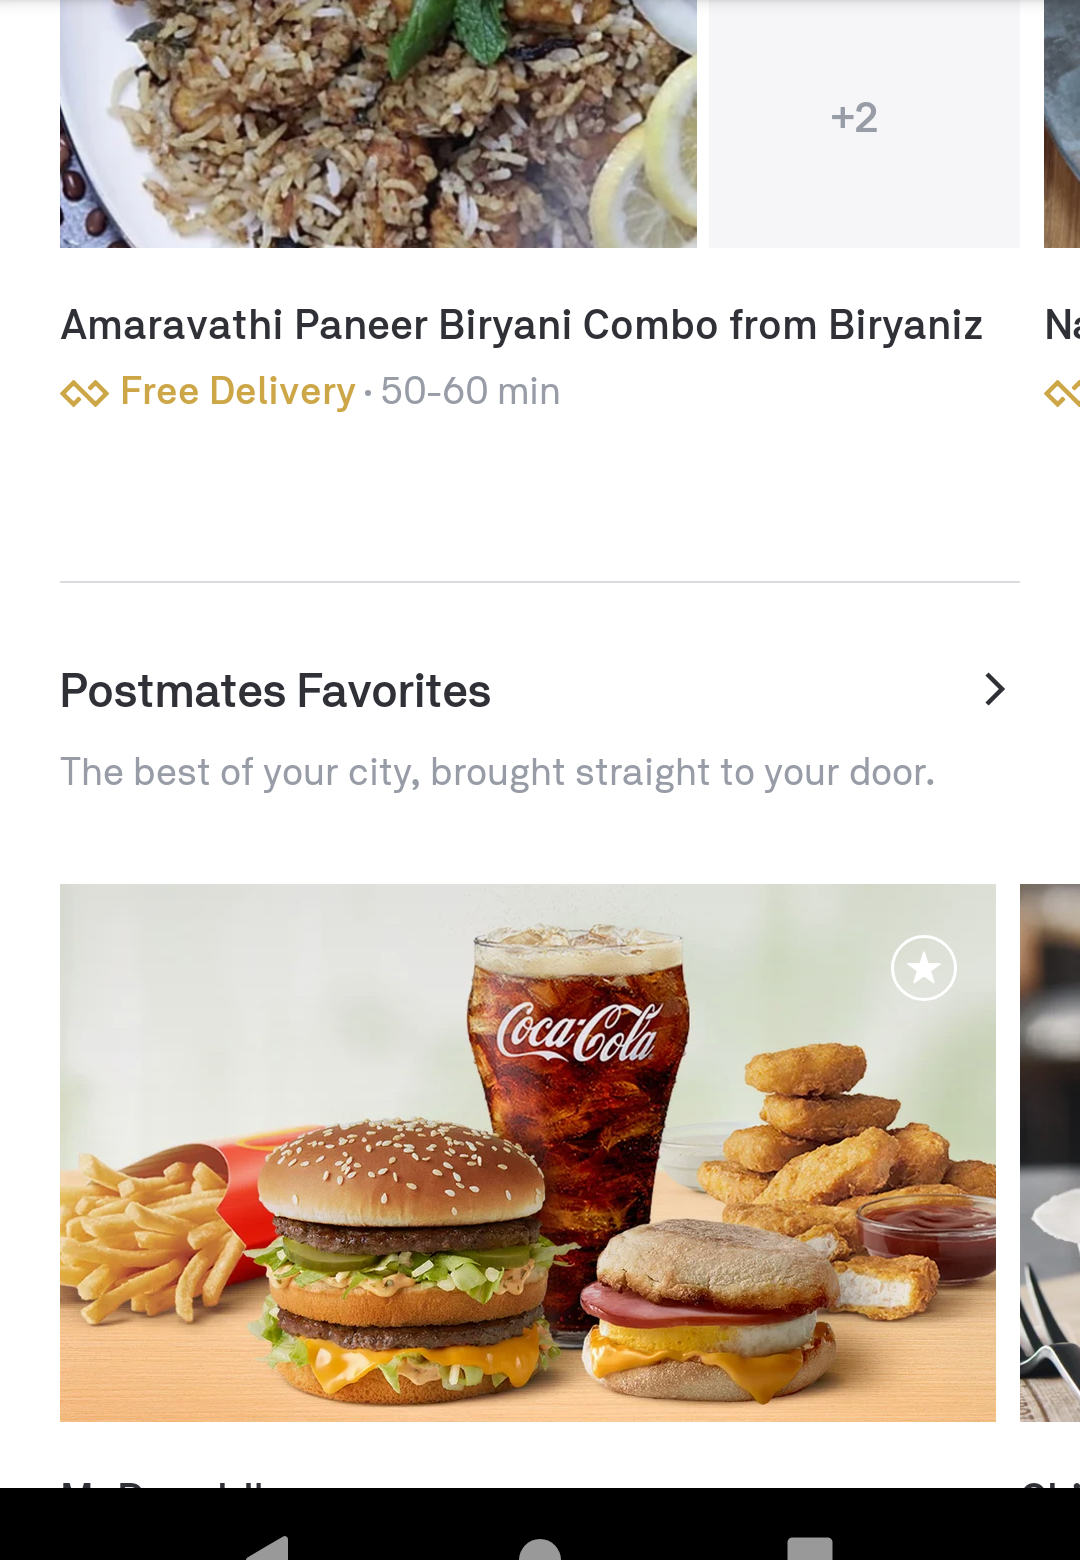 +2
Amaravathi Paneer Biryani Combo from Biryaniz
Na
Free Delivery · 50-60 min
Postmates Favorites
The best of your city, brought straight to your door.
Coca-Cola